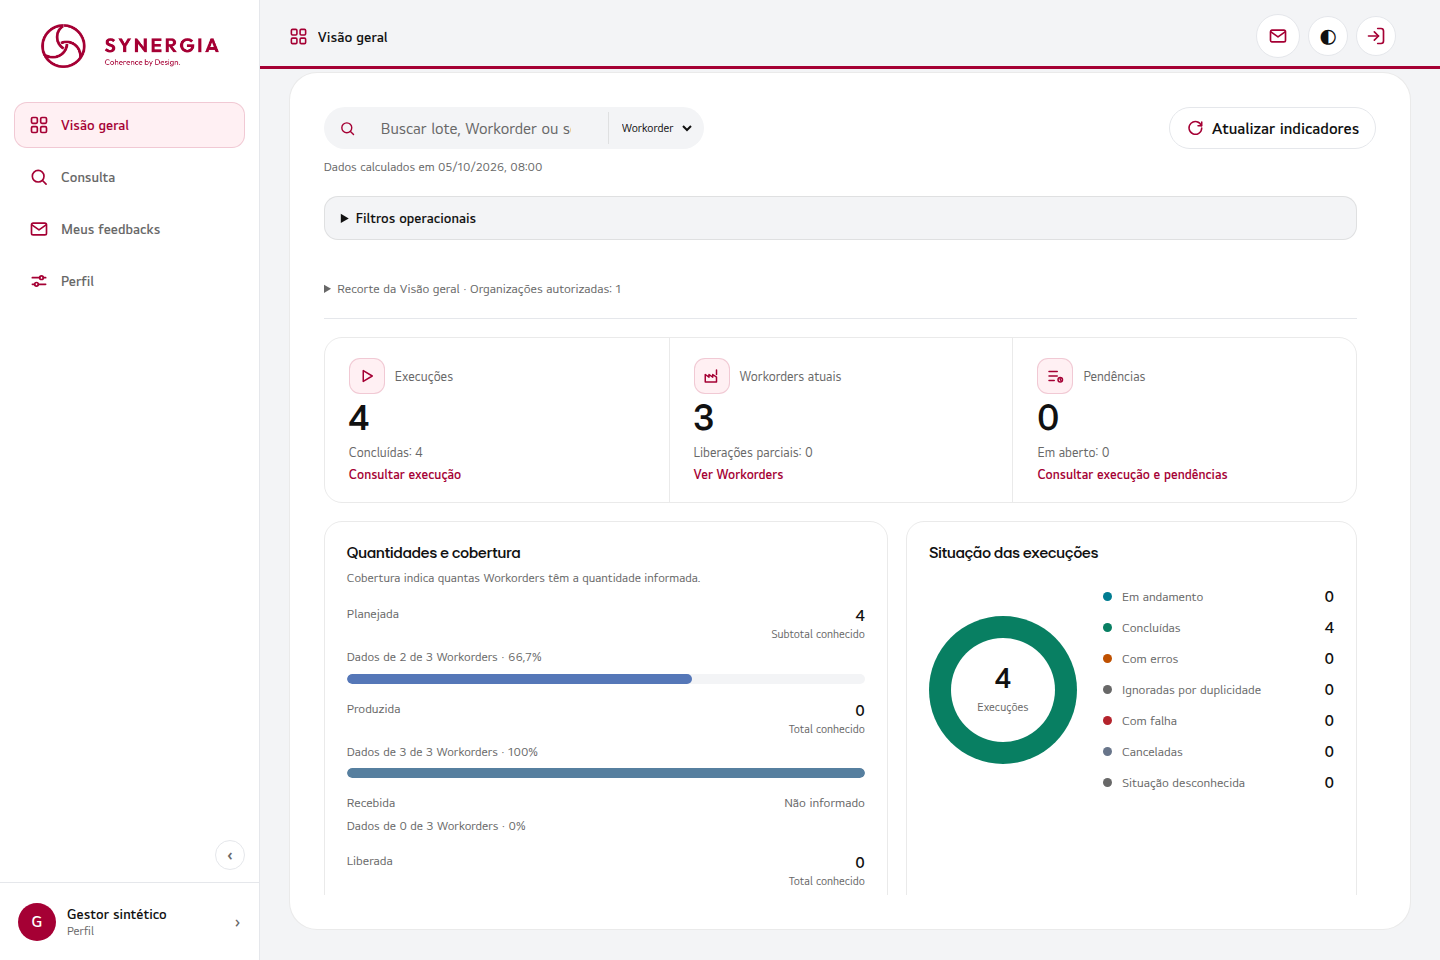 SYNERGIA
Coherence by Design.
Visão geral
Consulta
Meus feedbacks
Perfil
G
Gestor sintético
Perfil
Visão geral
Buscar lote, Workorder ou s
Workorder
Atualizar indicadores
Dados calculados em 05/10/2026, 08:00
Filtros operacionais
Recorte da Visão geral · Organizações autorizadas: 1
Execuções
4
Concluídas: 4
Consultar execução
Workorders atuais
3
Liberações parciais: 0
Ver Workorders
Pendências
0
Em aberto: 0
Consultar execução e pendências
Quantidades e cobertura
Cobertura indica quantas Workorders têm a quantidade informada.
Planejada 4
Subtotal conhecido
Dados de 2 de 3 Workorders · 66,7%
Produzida 0
Total conhecido
Dados de 3 de 3 Workorders · 100%
Recebida Não informado
Dados de 0 de 3 Workorders · 0%
Liberada 0
Total conhecido
Situação das execuções
4
Execuções
Em andamento 0
Concluídas 4
Com erros 0
Ignoradas por duplicidade 0
Com falha 0
Canceladas 0
Situação desconhecida 0